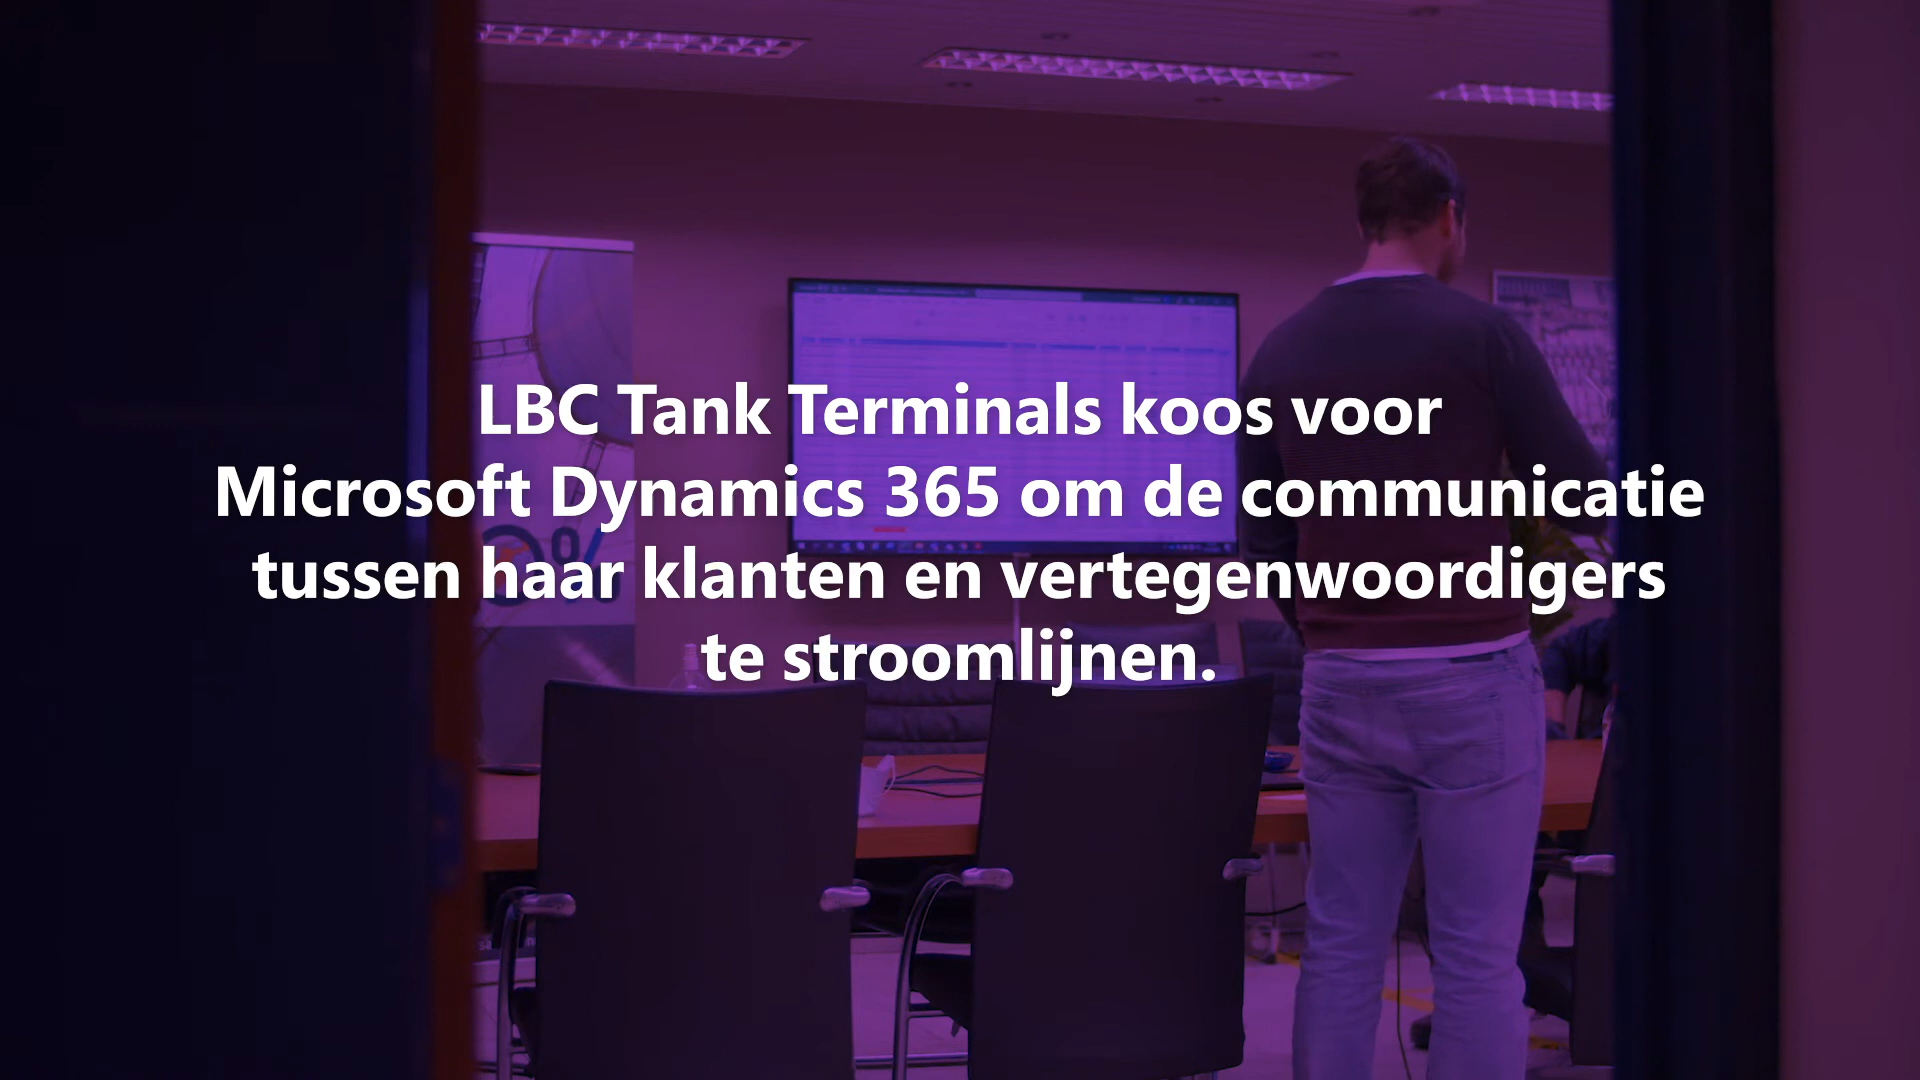 LBC Tank Terminals koos voor
Microsoft Dynamics 365 om de communicatie
tussen haar klanten en vertegenwoordigers
te stroomlijnen.